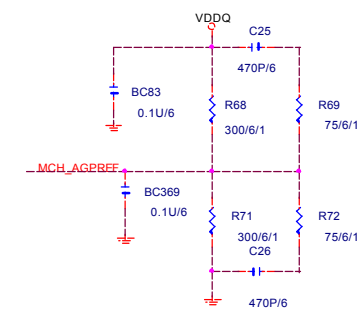 VDDQ
C25
470P/6
BC83
0.1U/6
R68
300/6/1
R69
75/6/1
MCH_AGPREF
BC369
0.1U/6
R71
300/6/1
R72
75/6/1
C26
470P/6